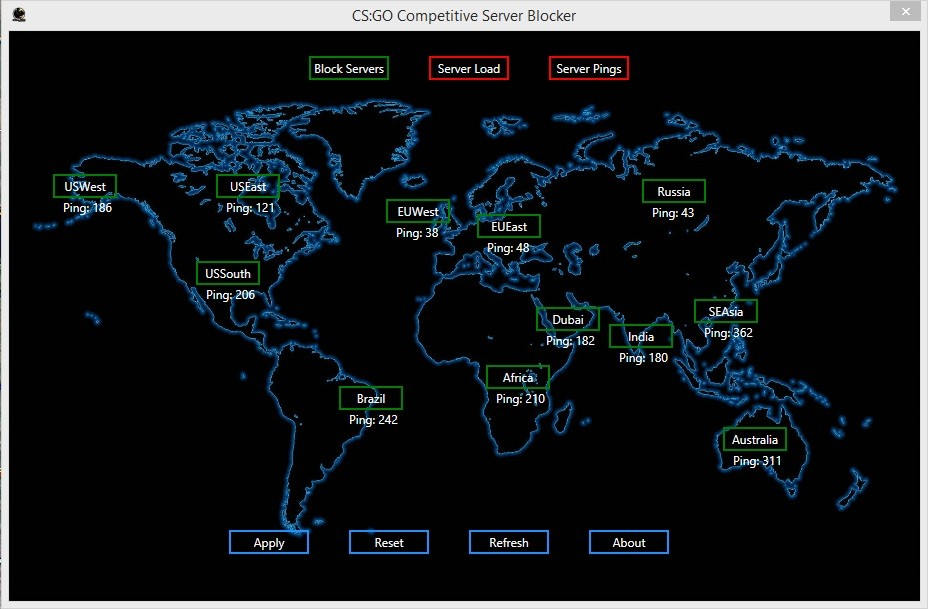 CS:GO Competitive Server Blocker
Block Servers
Server Load
Server Pings
USWest
Ping: 186
USEast
Ping: 121
EUWest
Ping: 38
EUEast
Ping: 48
Russia
Ping: 43
USSouth
Ping: 206
Dubai
Ping: 182
India
Ping: 180
SEAsia
Ping: 362
Africa
Ping: 210
Brazil
Ping: 242
Australia
Ping: 311
Apply
Reset
Refresh
About